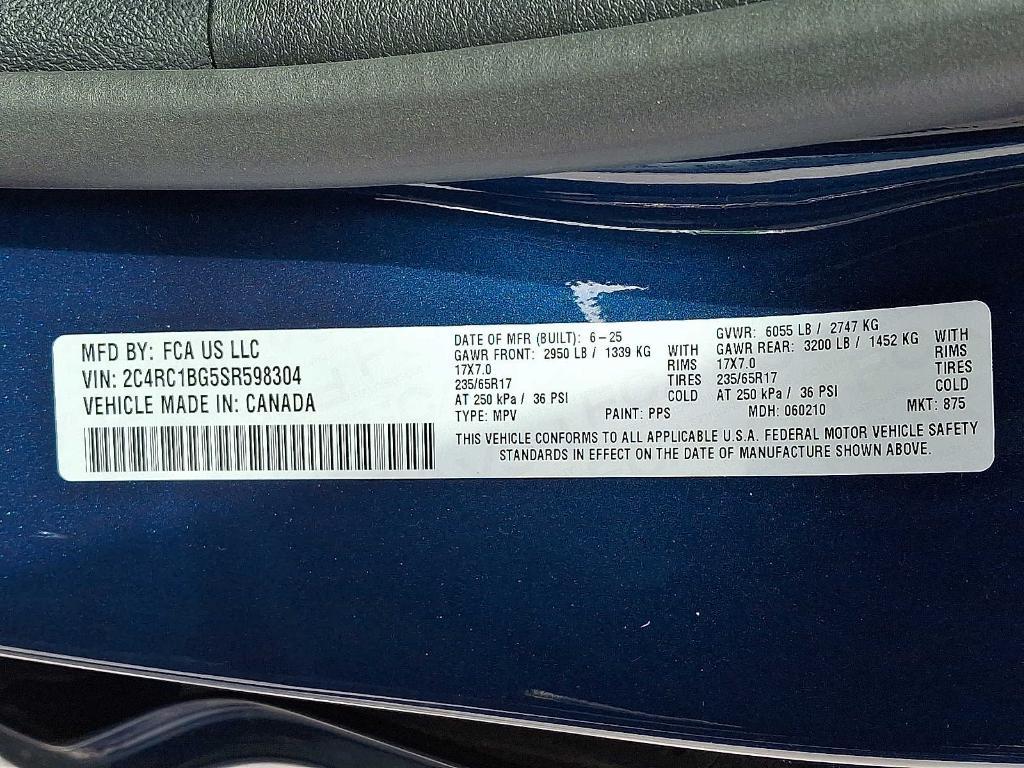 MFD BY: FCA US LLC
VIN: 2C4RC1BG5SR598304
VEHICLE MADE IN: CANADA
DATE OF MFR (BUILT): 6-25
GAWR FRONT: 2950 LB / 1339 KG WITH
17X7.0 RIMS
235/65R17 TIRES
AT 250 kPa / 36 PSI COLD
TYPE: MPV PAINT: PPS
GVWR: 6055 LB / 2747 KG
GAWR REAR: 3200 LB / 1452 KG WITH
17X7.0 RIMS
235/65R17 TIRES
AT 250 kPa / 36 PSI COLD
MDH: 060210 MKT: 875
THIS VEHICLE CONFORMS TO ALL APPLICABLE U.S.A. FEDERAL MOTOR VEHICLE SAFETY
STANDARDS IN EFFECT ON THE DATE OF MANUFACTURE SHOWN ABOVE.